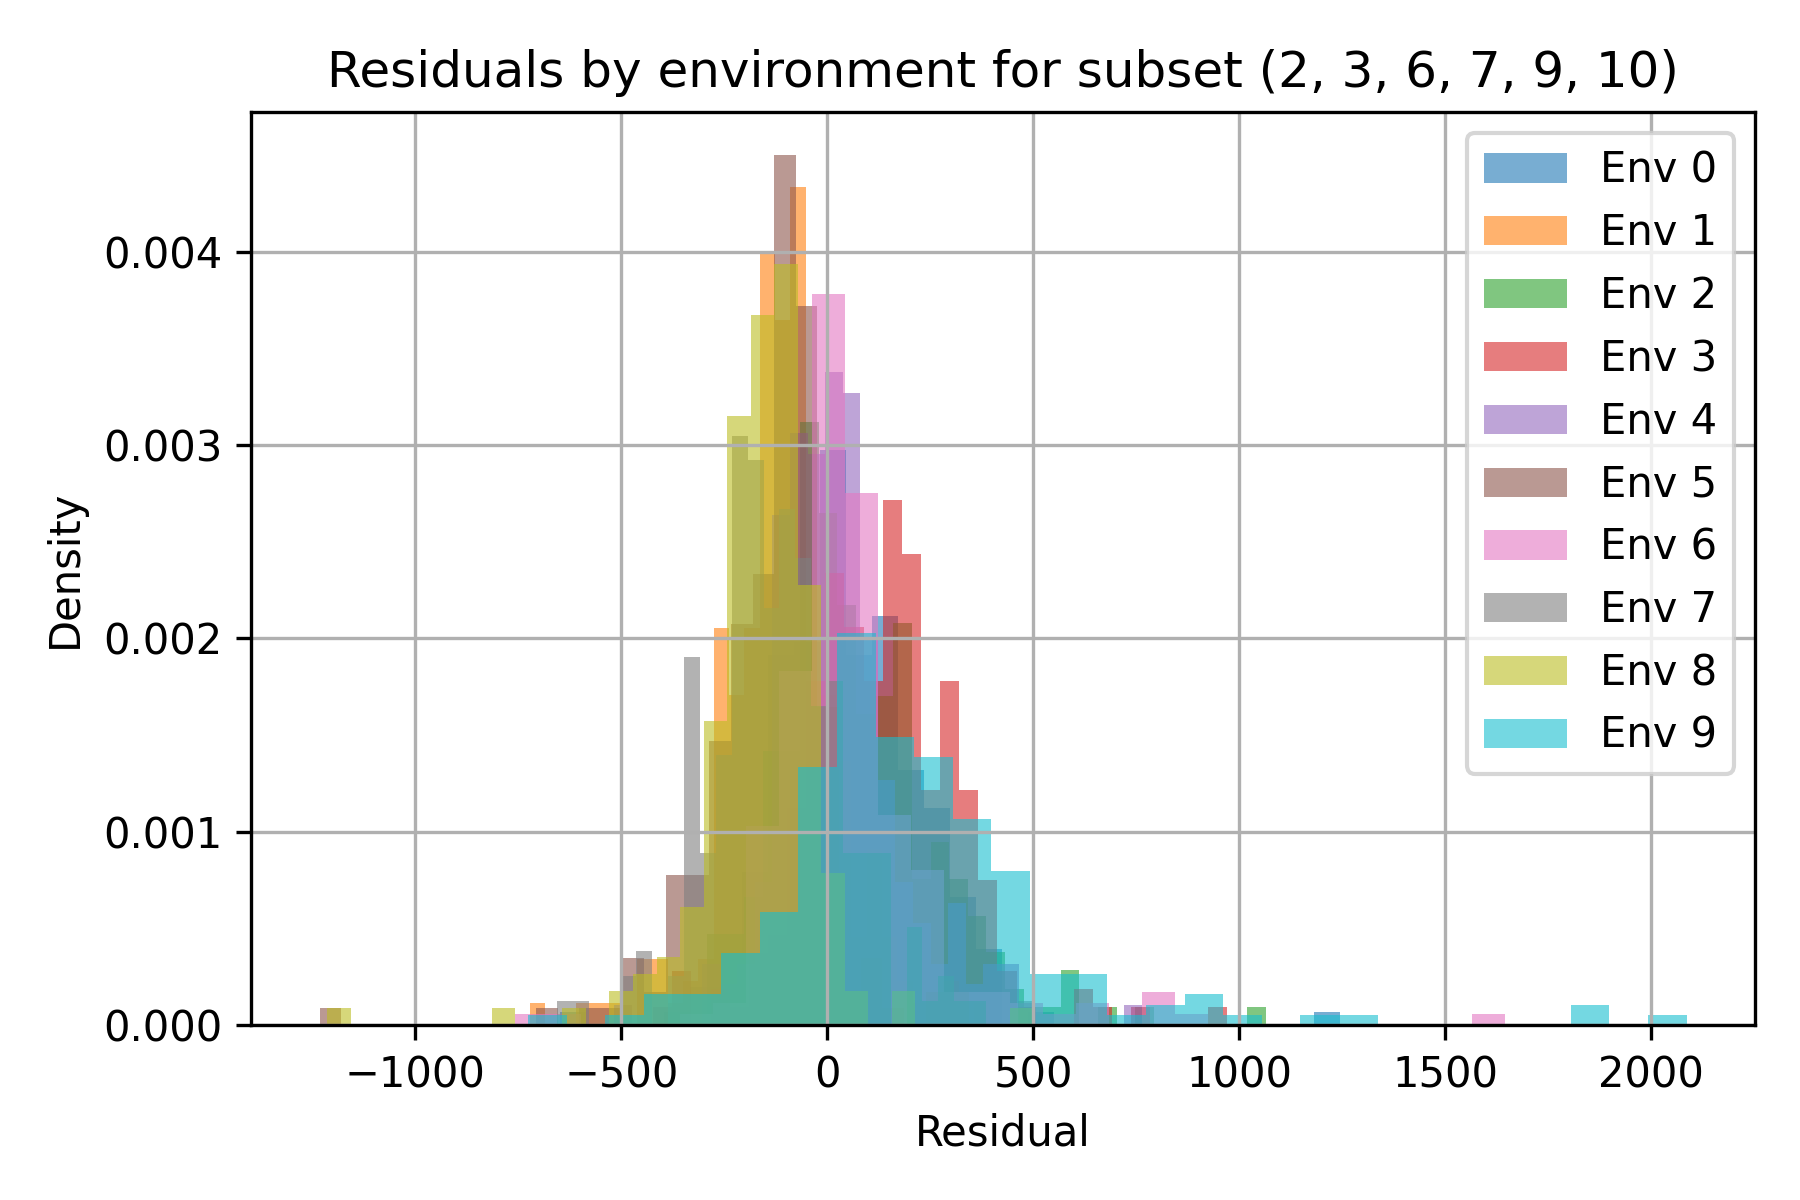 Residuals by environment for subset (2, 3, 6, 7, 9, 10)
Env 0
Env 1
Env 2
Env 3
Env 4
Env 5
Env 6
Env 7
Env 8
Env 9
Density
0.004
0.003
0.002
0.001
0.000
−1000 −500 0 500 1000 1500 2000
Residual